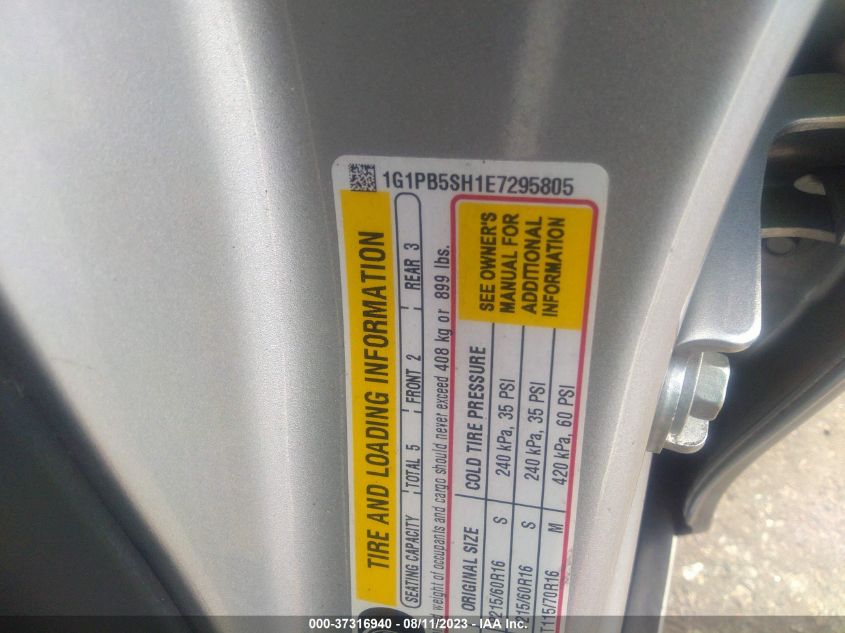 1G1PB5SH1E7295805
TIRE AND LOADING INFORMATION
SEATING CAPACITY TOTAL 5 FRONT 2 REAR 3
weight of occupants and cargo should never exceed 408 kg or 899 lbs.
ORIGINAL SIZE COLD TIRE PRESSURE
215/60R16 S 240 kPa, 35 PSI
215/60R16 S 240 kPa, 35 PSI
T115/70R16 M 420 kPa, 60 PSI
SEE OWNER'S
MANUAL FOR
ADDITIONAL
INFORMATION
000-37316940 - 08/11/2023 - © IAA Inc.